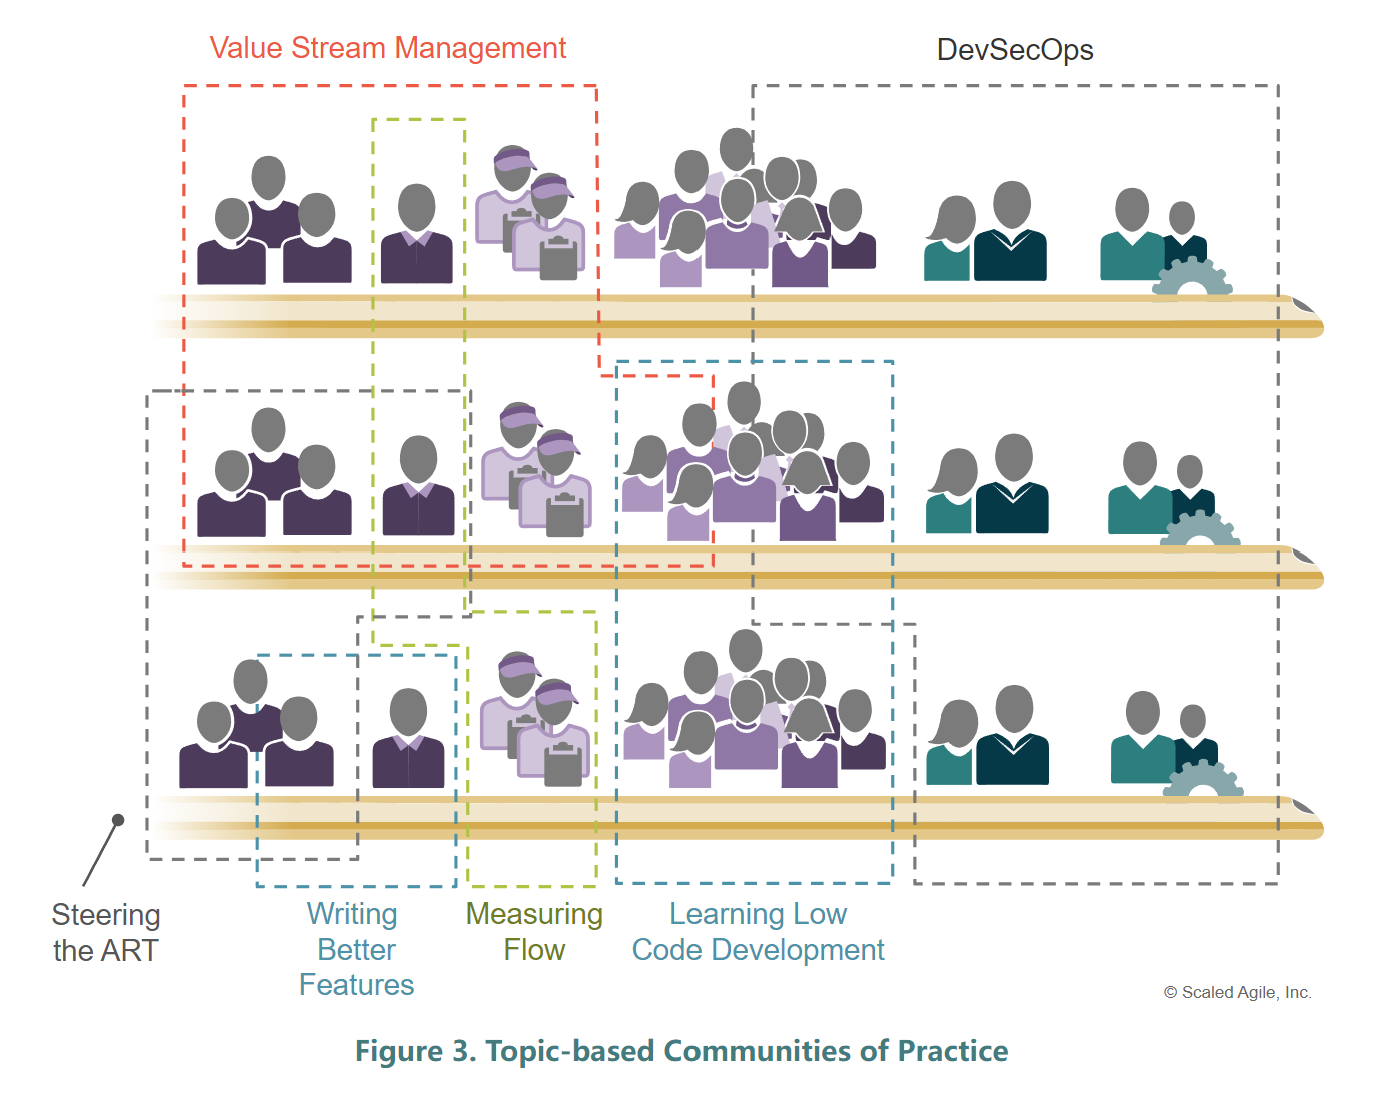 Value Stream Management
DevSecOps
Steering
the ART
Writing
Better
Features
Measuring
Flow
Learning Low
Code Development
© Scaled Agile, Inc.
Figure 3. Topic-based Communities of Practice